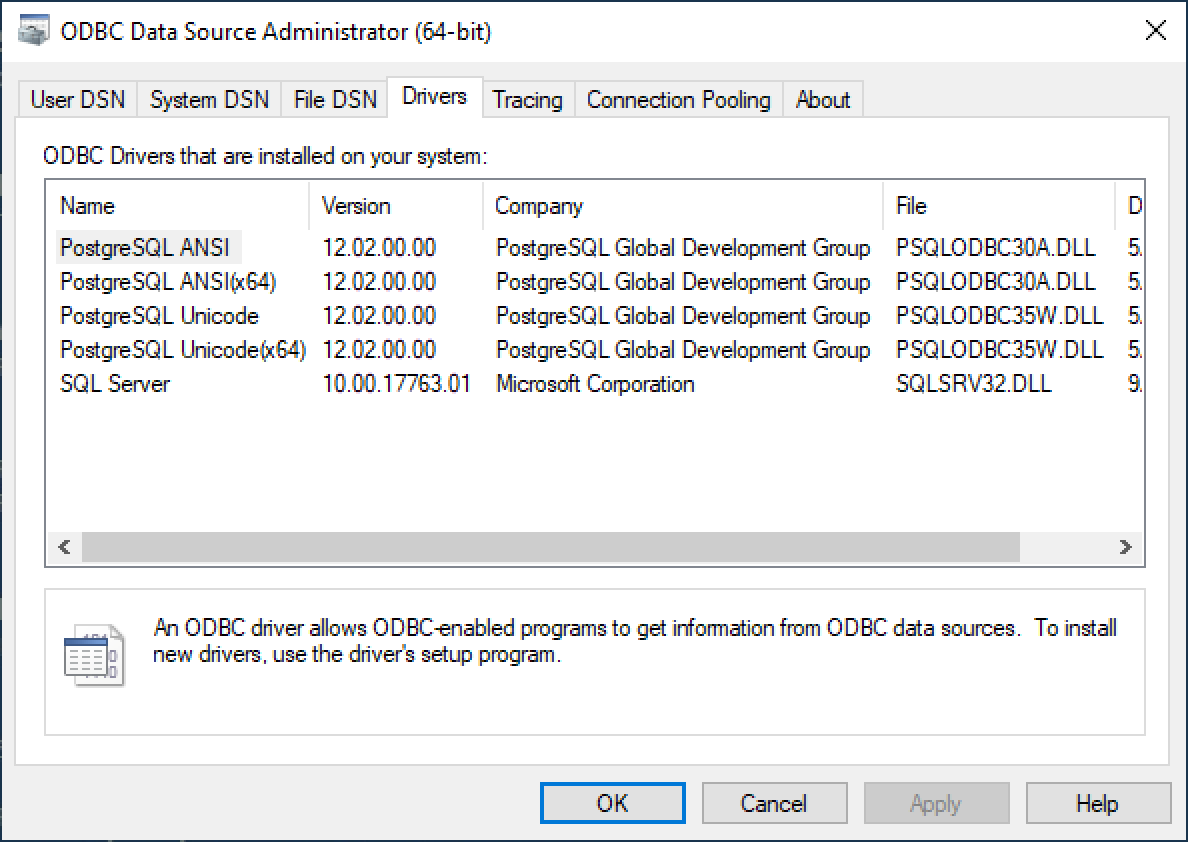 ODBC Data Source Administrator (64-bit)
User DSN System DSN File DSN Drivers Tracing Connection Pooling About
ODBC Drivers that are installed on your system:
Name Version Company File D
PostgreSQL ANSI 12.02.00.00 PostgreSQL Global Development Group PSQLODBC30A.DLL 5.
PostgreSQL ANSI(x64) 12.02.00.00 PostgreSQL Global Development Group PSQLODBC30A.DLL 5.
PostgreSQL Unicode 12.02.00.00 PostgreSQL Global Development Group PSQLODBC35W.DLL 5.
PostgreSQL Unicode(x64) 12.02.00.00 PostgreSQL Global Development Group PSQLODBC35W.DLL 5.
SQL Server 10.00.17763.01 Microsoft Corporation SQLSRV32.DLL 9.
An ODBC driver allows ODBC-enabled programs to get information from ODBC data sources.  To install
new drivers, use the driver's setup program.
OK Cancel Apply Help